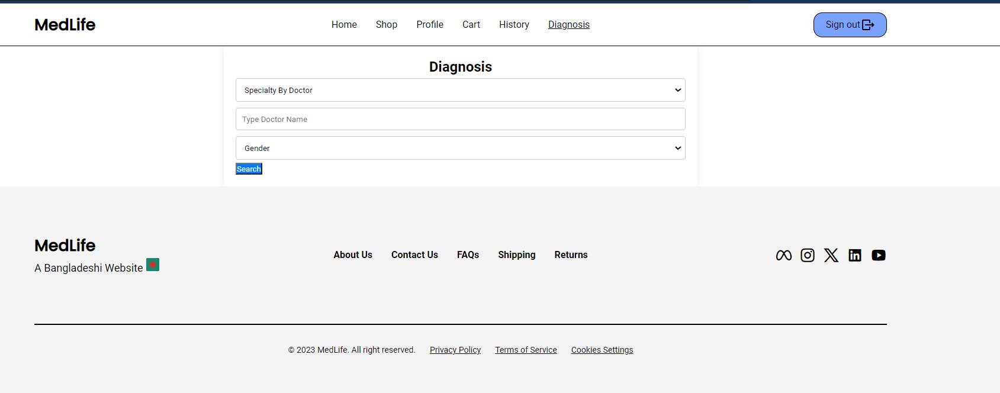 MedLife Home Shop Profile Cart History Diagnosis Sign out
Diagnosis
Specialty By Doctor
Type Doctor Name
Gender
Search
MedLife
A Bangladeshi Website
About Us Contact Us FAQs Shipping Returns
© 2023 MedLife. All right reserved. Privacy Policy Terms of Service Cookies Settings